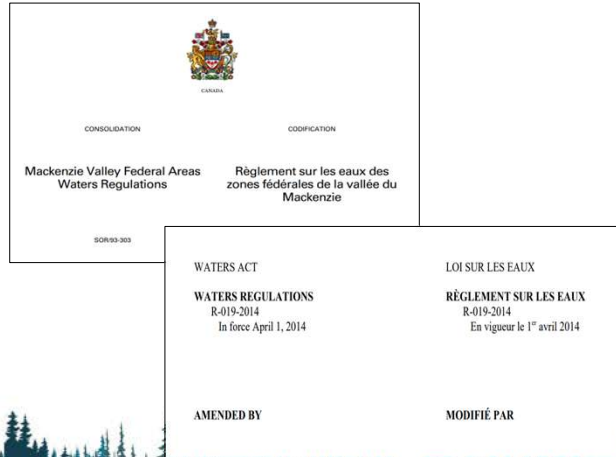 CANADA
CONSOLIDATION
CODIFICATION
Mackenzie Valley Federal Areas
Waters Regulations
Règlement sur les eaux des
zones fédérales de la vallée du
Mackenzie
SOR/93-303
WATERS ACT
WATERS REGULATIONS
R-019-2014
In force April 1, 2014
AMENDED BY
LOI SUR LES EAUX
RÈGLEMENT SUR LES EAUX
R-019-2014
En vigueur le 1er avril 2014
MODIFIÉ PAR